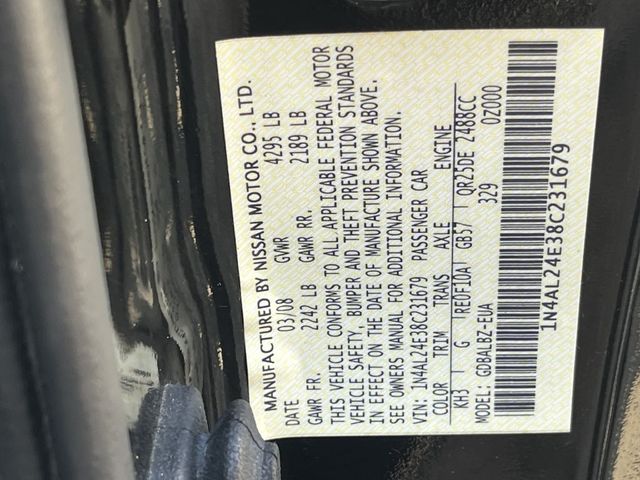 MANUFACTURED BY NISSAN MOTOR CO., LTD.
DATE 03/08 GVWR 4295 LB
GAWR FR. 2242 LB GAWR RR. 2189 LB
THIS VEHICLE CONFORMS TO ALL APPLICABLE FEDERAL MOTOR
VEHICLE SAFETY, BUMPER AND THEFT PREVENTION STANDARDS
IN EFFECT ON THE DATE OF MANUFACTURE SHOWN ABOVE.
SEE OWNERS MANUAL FOR ADDITIONAL INFORMATION.
VIN: 1N4AL24E38C231679 PASSENGER CAR
COLOR TRIM TRANS AXLE ENGINE
KH3 G RE0F10A GB57 QR25DE 2488CC
MODEL: GDBALBZ-EUA 329 0Z000
1N4AL24E38C231679